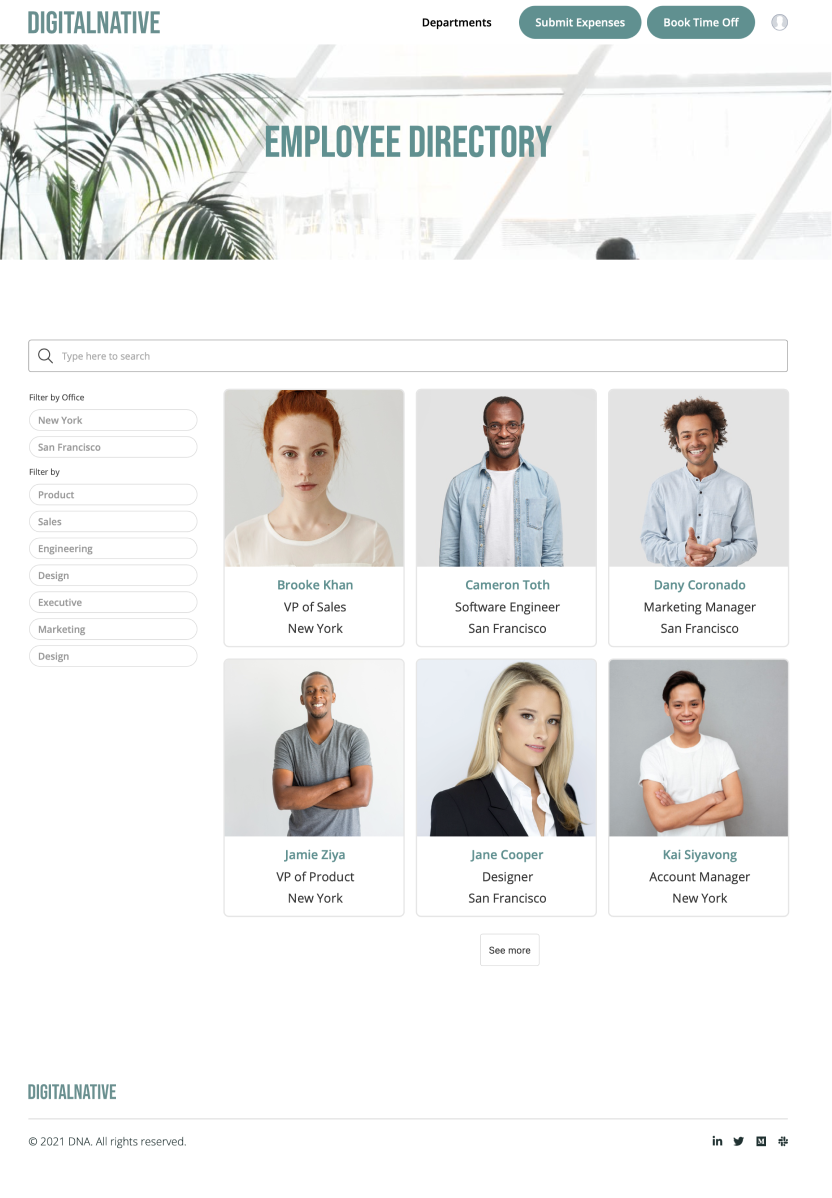 DIGITALNATIVE
Departments
Submit Expenses
Book Time Off
EMPLOYEE DIRECTORY
Type here to search
Filter by Office
New York
San Francisco
Filter by
Product
Sales
Engineering
Design
Executive
Marketing
Design
Brooke Khan
VP of Sales
New York
Cameron Toth
Software Engineer
San Francisco
Dany Coronado
Marketing Manager
San Francisco
Jamie Ziya
VP of Product
New York
Jane Cooper
Designer
San Francisco
Kai Siyavong
Account Manager
New York
See more
DIGITALNATIVE
© 2021 DNA. All rights reserved.